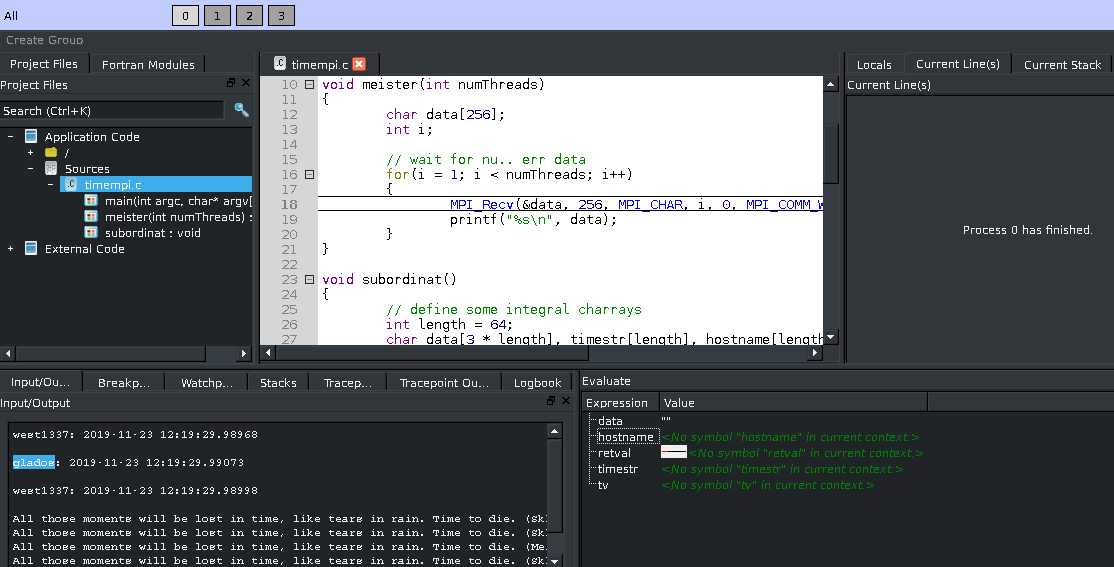 All 0 1 2 3
Create Group
Project Files Fortran Modules
Project Files
Search (Ctrl+K)
Application Code
/
Sources
timempi.c
main(int argc, char* argv[
meister(int numThreads) :
subordinat : void
External Code
timempi.c
10 void meister(int numThreads)
11 {
12 char data[256];
13 int i;
14
15 // wait for nu.. err data
16 for(i = 1; i < numThreads; i++)
17 {
18 MPI_Recv(&data, 256, MPI_CHAR, i, 0, MPI_COMM_W
19 printf("%s\n", data);
20 }
21 }
22
23 void subordinat()
24 {
25 // define some integral charrays
26 int length = 64;
27 char data[3 * length], timestr[length], hostname[length
Locals Current Line(s) Current Stack
Current Line(s)
Process 0 has finished.
Input/Ou... Breakp... Watchp... Stacks Tracep... Tracepoint Ou... Logbook
Input/Output
west1337: 2019-11-23 12:19:29.98968
glados: 2019-11-23 12:19:29.99073
west1337: 2019-11-23 12:19:29.98998
All those moments will be lost in time, like tears in rain. Time to die. (Sk
All those moments will be lost in time, like tears in rain. Time to die. (Sk
All those moments will be lost in time, like tears in rain. Time to die. (Me
All those moments will be lost in time, like tears in rain. Time to die. (Sk
Evaluate
Expression Value
data ""
hostname <No symbol "hostname" in current context.>
retval <No symbol "retval" in current context.>
timestr <No symbol "timestr" in current context.>
tv <No symbol "tv" in current context.>